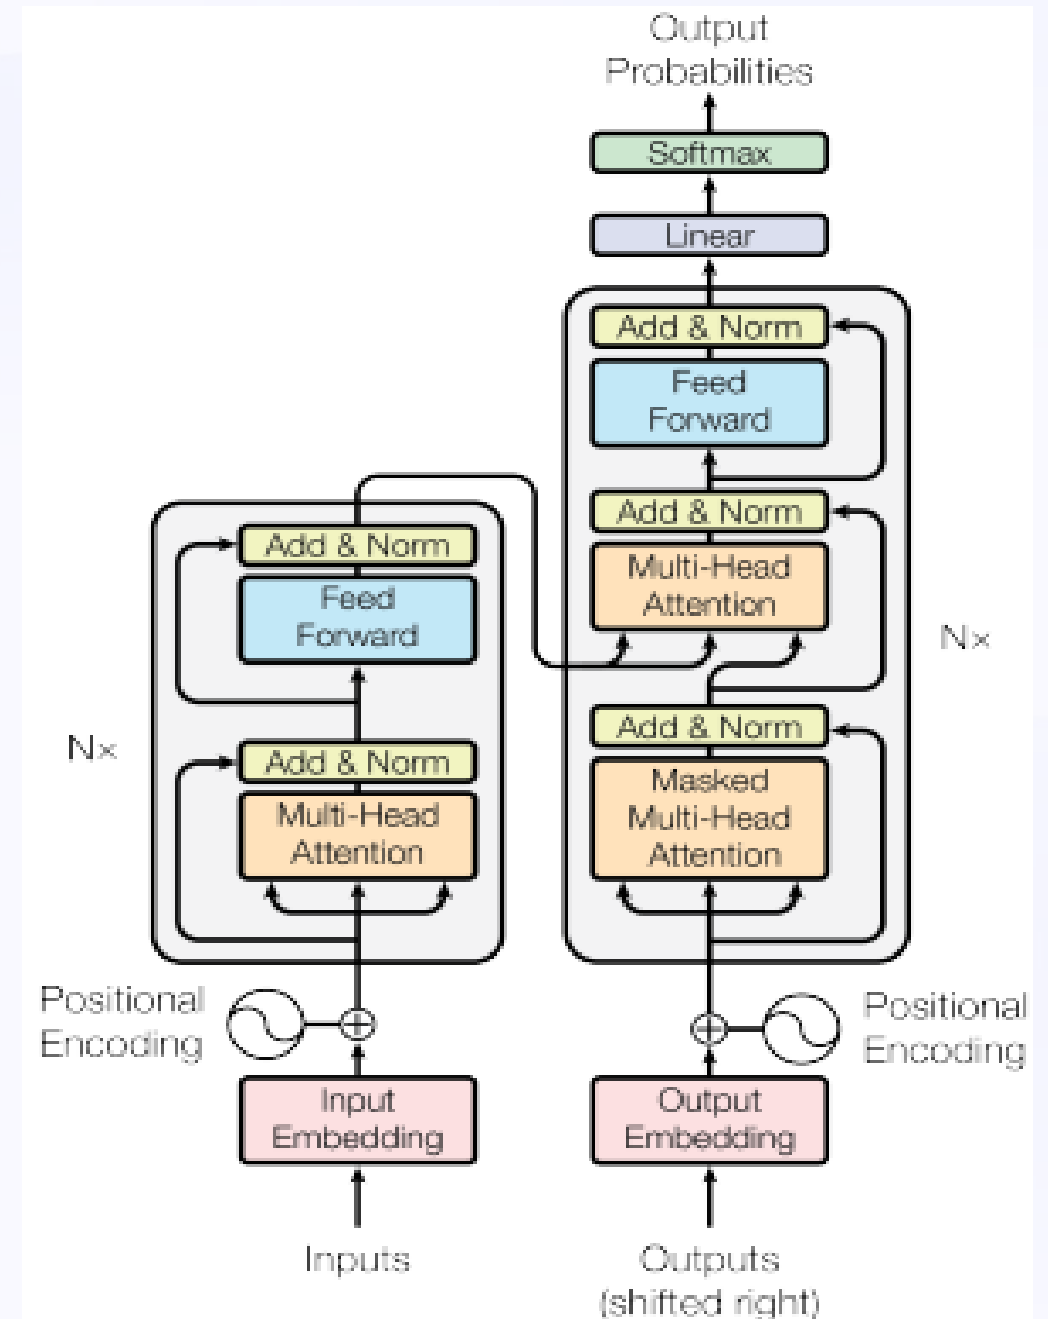 Output
Probabilities
Softmax
Linear
Add & Norm
Feed
Forward
Add & Norm
Multi-Head
Attention
Nx
Add & Norm
Masked
Multi-Head
Attention
Add & Norm
Feed
Forward
Nx
Add & Norm
Multi-Head
Attention
Positional
Encoding
Positional
Encoding
Input
Embedding
Output
Embedding
Inputs
Outputs
(shifted right)